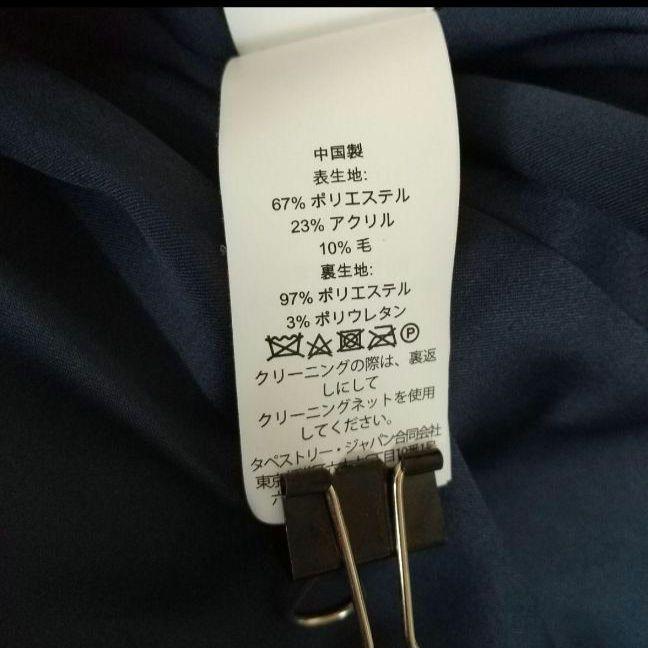 中国製
表生地:
67% ポリエステル
23% アクリル
10% 毛
裏生地:
97% ポリエステル
3% ポリウレタン
P
クリーニングの際は、裏返
しにして
クリーニングネットを使用
してください。
タペストリー・ジャパン合同会社
東京
六